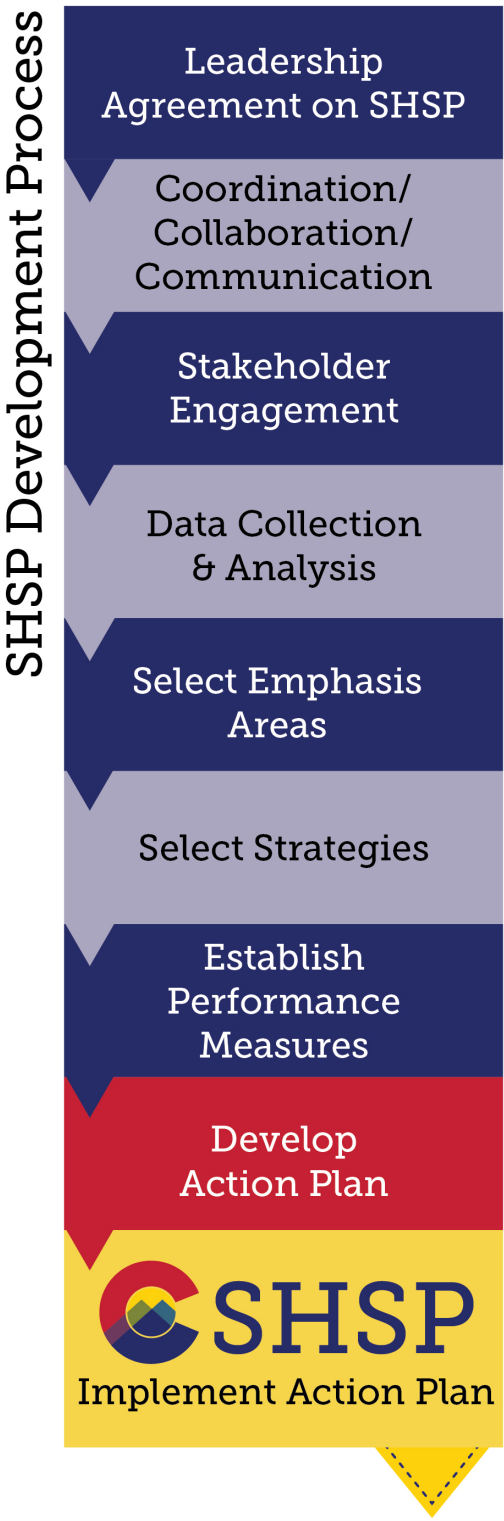 SHSP Development Process
Leadership
Agreement on SHSP
Coordination/
Collaboration/
Communication
Stakeholder
Engagement
Data Collection
& Analysis
Select Emphasis
Areas
Select Strategies
Establish
Performance
Measures
Develop
Action Plan
SHSP
Implement Action Plan